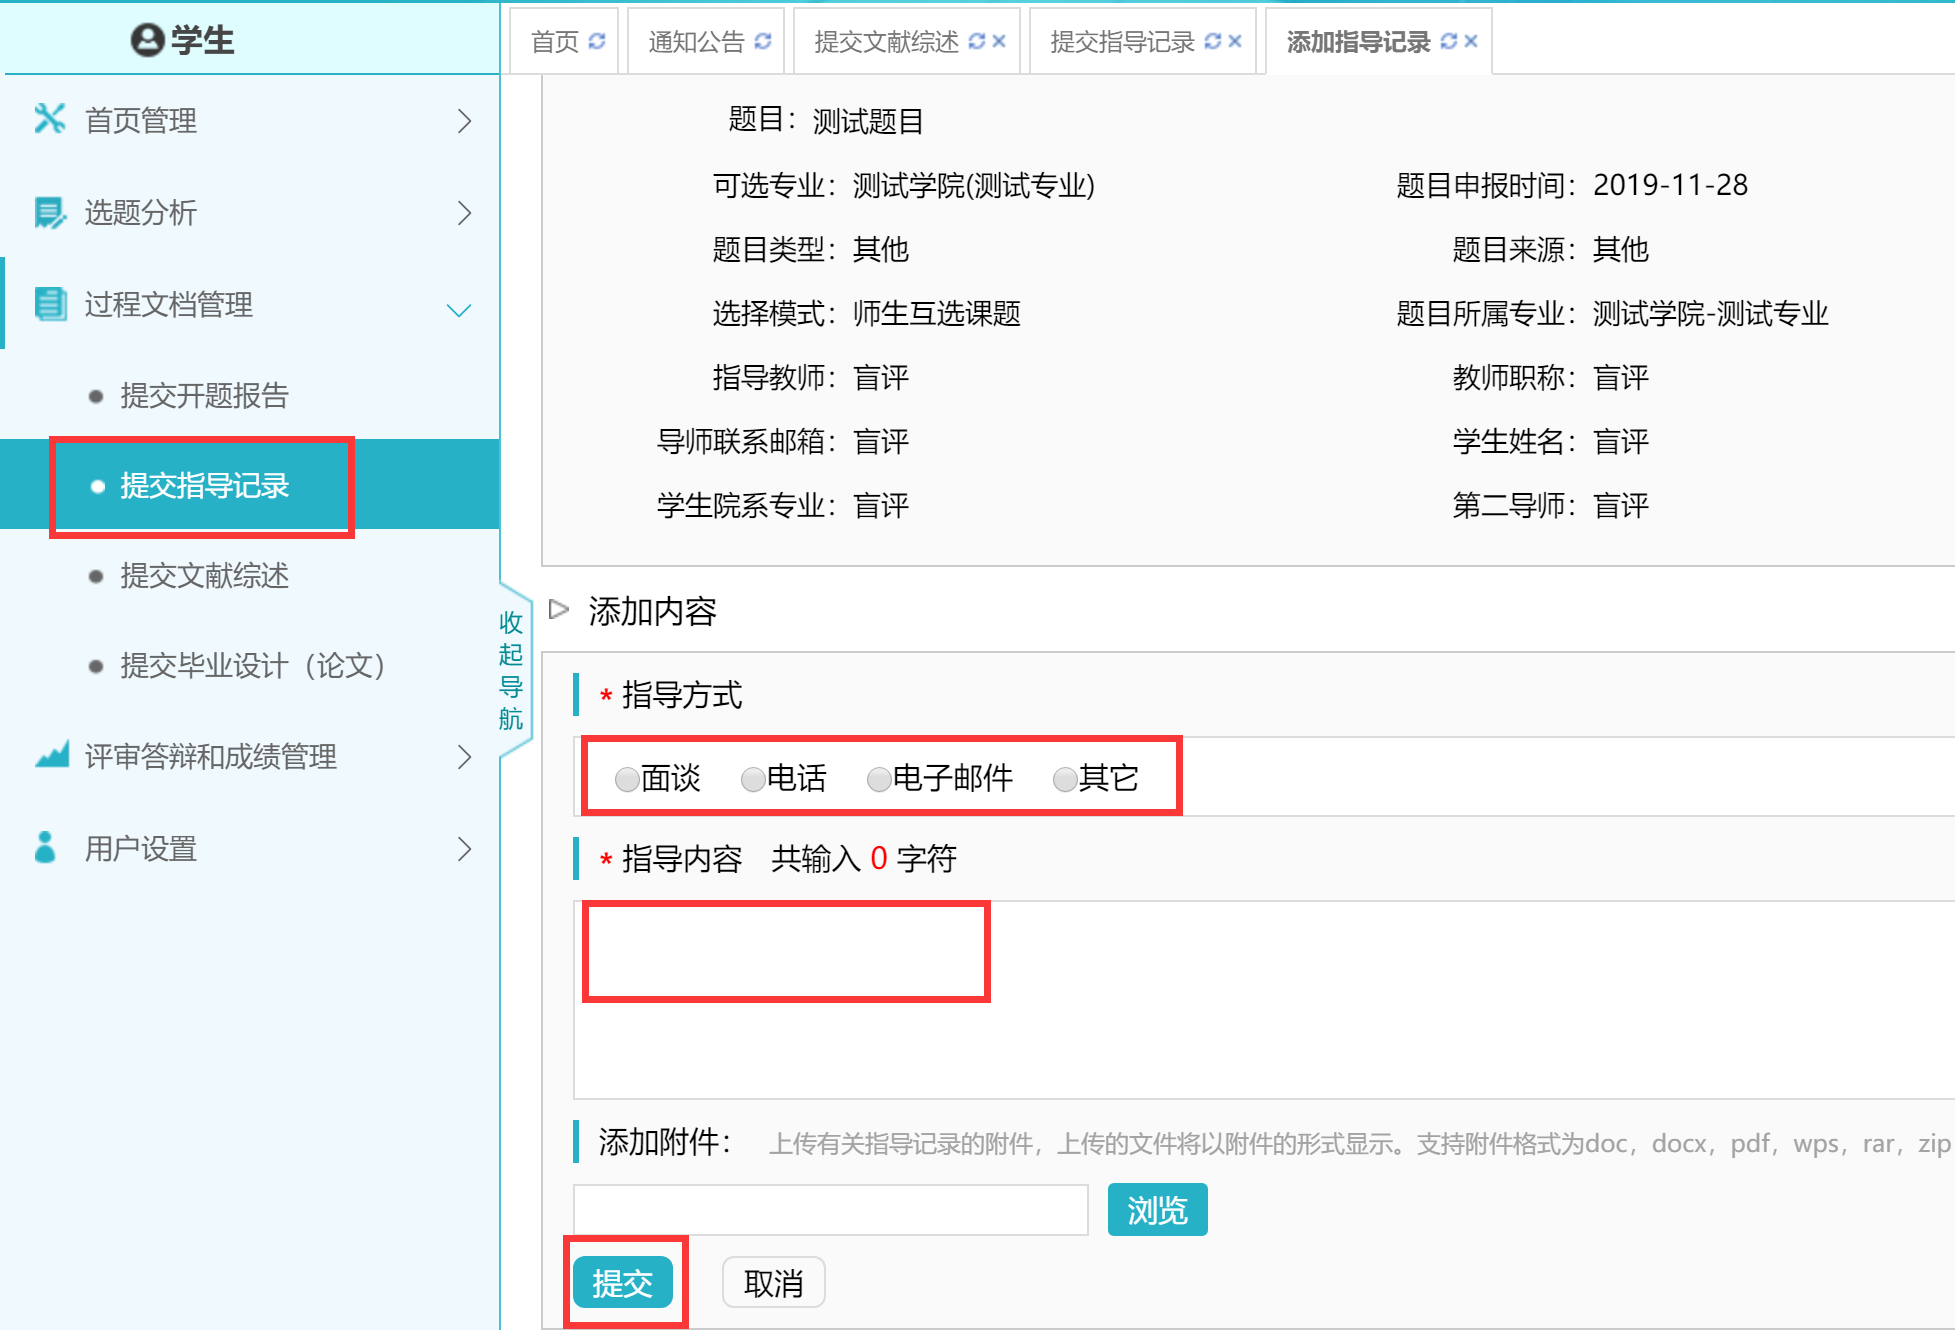 学生
首页
通知公告
提交文献综述
提交指导记录
添加指导记录
首页管理
选题分析
过程文档管理
提交开题报告
提交指导记录
提交文献综述
提交毕业设计（论文）
评审答辩和成绩管理
用户设置
收起导航
题目：测试题目
可选专业：测试学院(测试专业) 题目申报时间：2019-11-28
题目类型：其他 题目来源：其他
选择模式：师生互选课题 题目所属专业：测试学院-测试专业
指导教师：盲评 教师职称：盲评
导师联系邮箱：盲评 学生姓名：盲评
学生院系专业：盲评 第二导师：盲评
添加内容
* 指导方式
面谈 电话 电子邮件 其它
* 指导内容 共输入 0 字符
添加附件： 上传有关指导记录的附件，上传的文件将以附件的形式显示。支持附件格式为doc，docx，pdf，wps，rar，zip
浏览
提交 取消